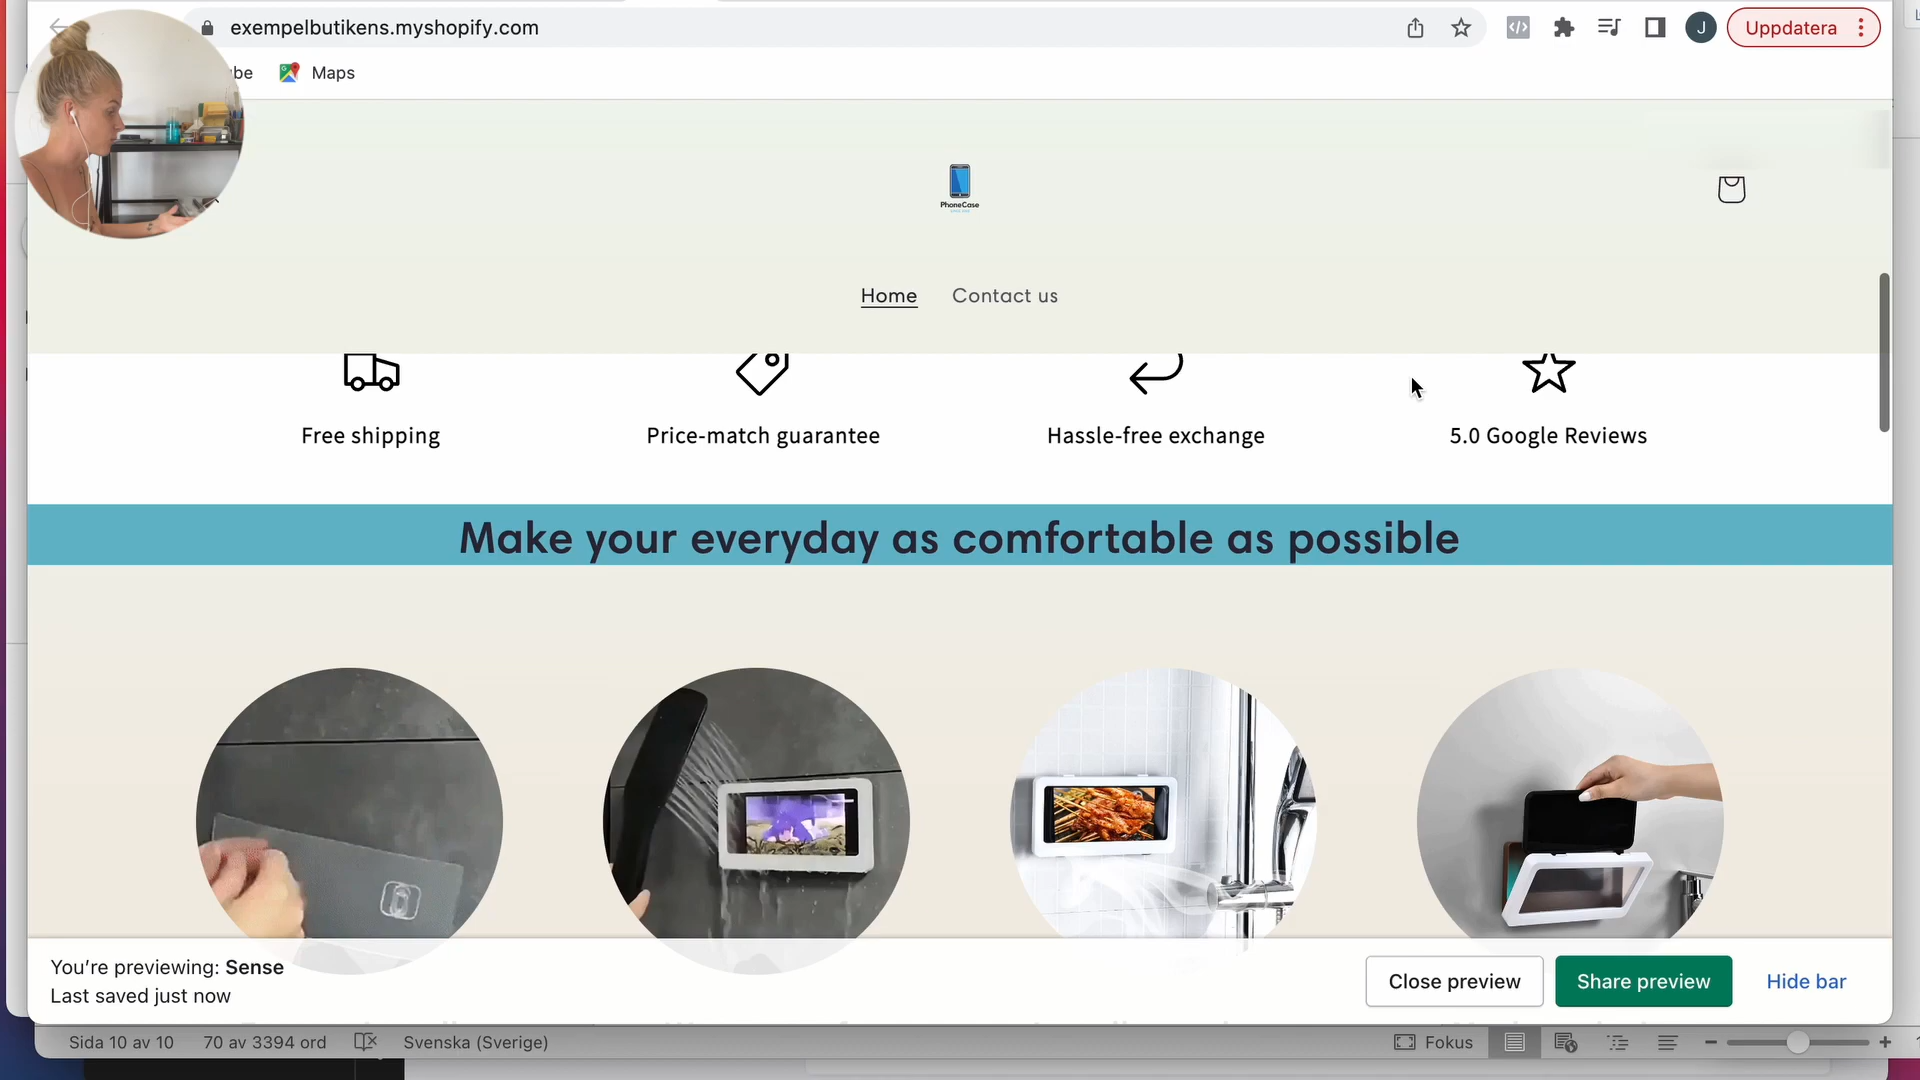 exempelbutikens.myshopify.com
J
Uppdatera
be
Maps
PhoneCase
Home
Contact us
Free shipping
Price-match guarantee
Hassle-free exchange
5.0 Google Reviews
Make your everyday as comfortable as possible
You're previewing: Sense
Last saved just now
Close preview
Share preview
Hide bar
Sida 10 av 10
70 av 3394 ord
Svenska (Sverige)
Fokus